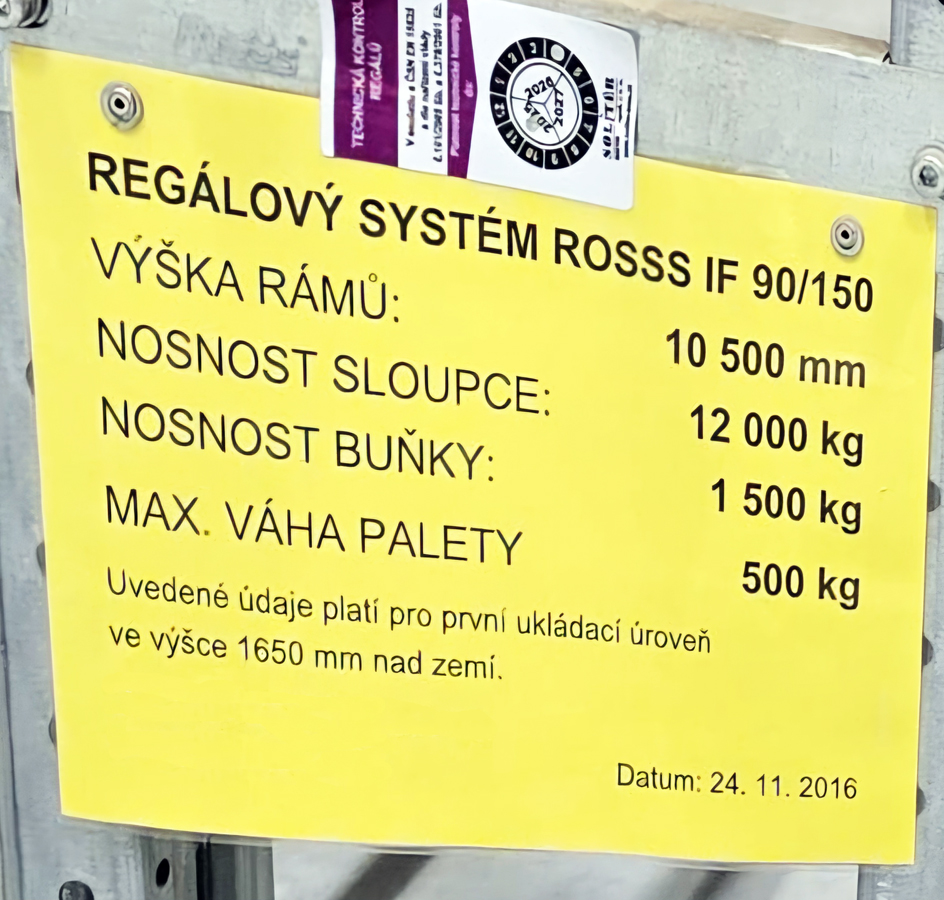 TECHNICKÁ KONTROLA
REGÁLŮ
SOLITOR
2026
2027
REGÁLOVÝ SYSTÉM ROSSS IF 90/150
VÝŠKA RÁMŮ: 10 500 mm
NOSNOST SLOUPCE: 12 000 kg
NOSNOST BUŇKY: 1 500 kg
MAX. VÁHA PALETY 500 kg
Uvedené údaje platí pro první ukládací úroveň
ve výšce 1650 mm nad zemí.
Datum: 24. 11. 2016